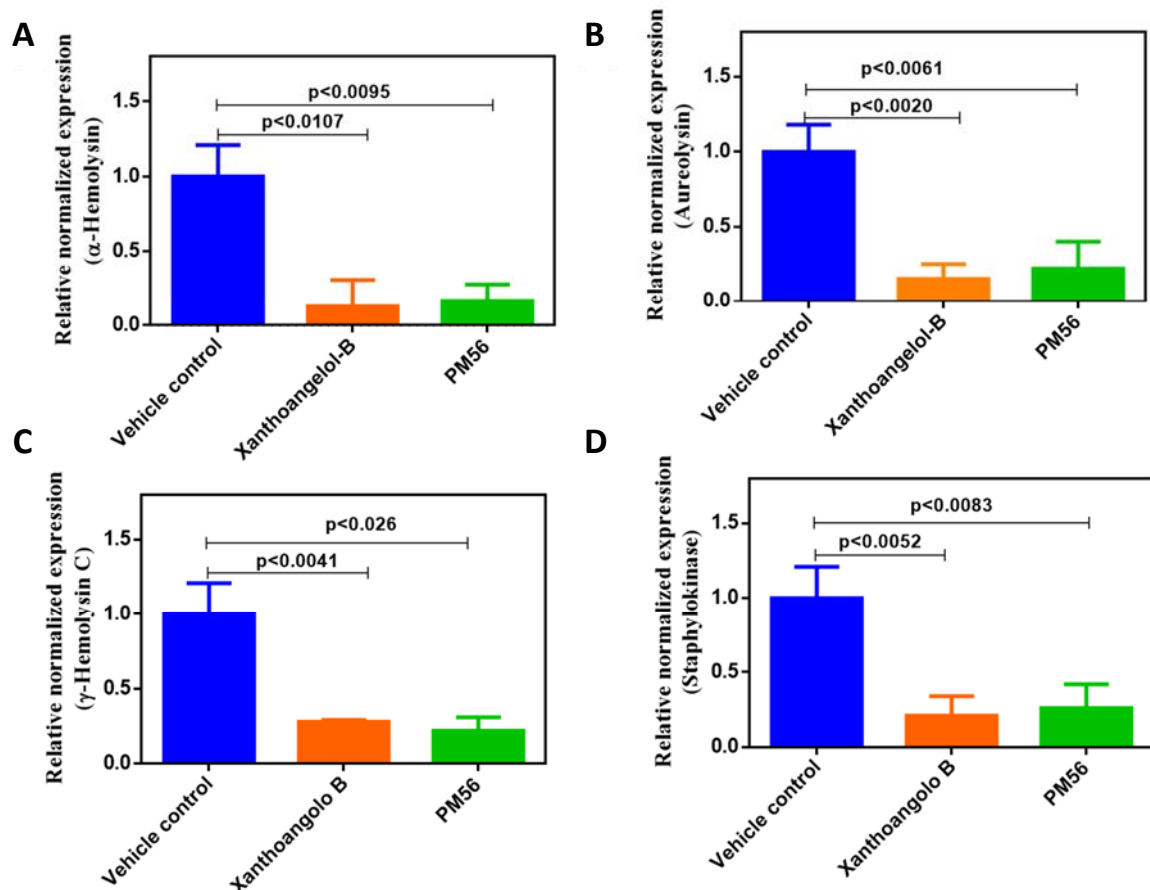 A
Relative normalized expression
(α-Hemolysin)
1.5
1.0
0.5
0.0
p<0.0095
p<0.0107
Vehicle control
Xanthoangelol-B
PM56
B
Relative normalized expression
(Aureolysin)
1.5
1.0
0.5
0.0
p<0.0061
p<0.0020
Vehicle control
Xanthoangelol-B
PM56
C
Relative normalized expression
(γ-Hemolysin C)
1.5
1.0
0.5
0.0
p<0.026
p<0.0041
Vehicle control
Xanthoangolo B
PM56
D
Relative normalized expression
(Staphylokinase)
1.5
1.0
0.5
0.0
p<0.0083
p<0.0052
Vehicle control
Xanthoangolo B
PM56